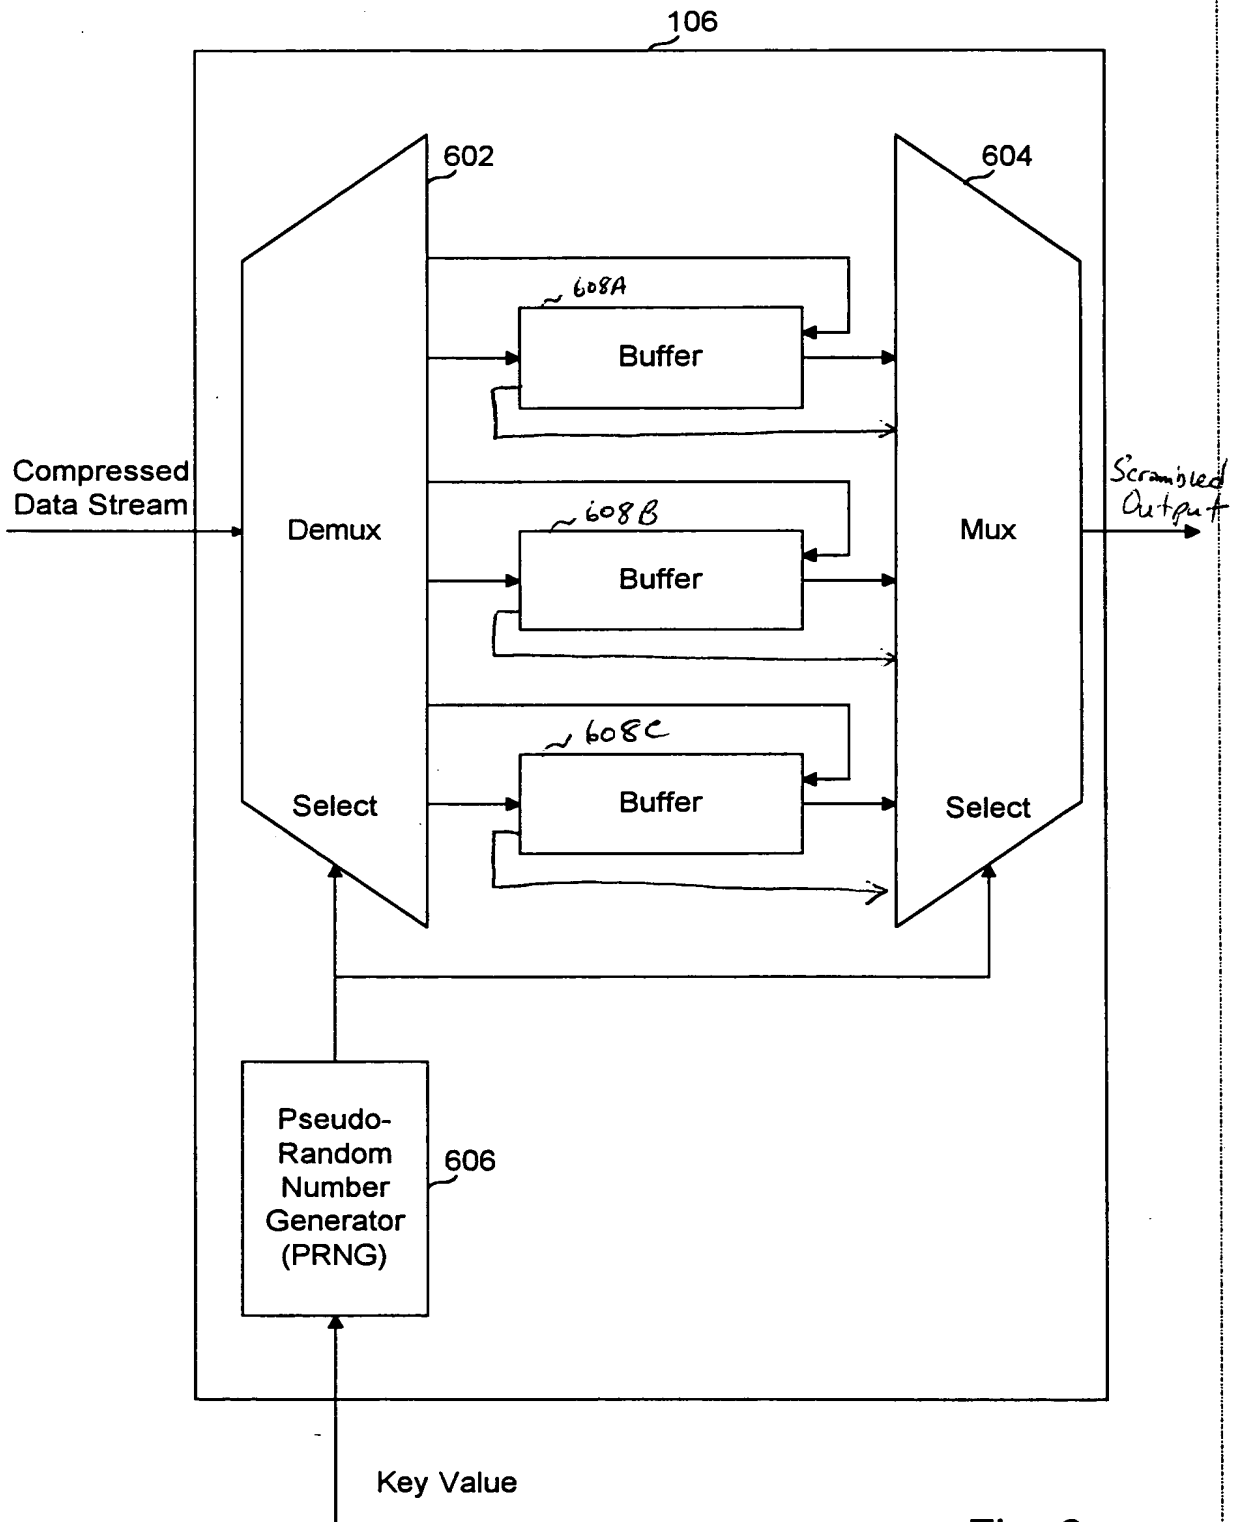 106
602
604
608A
Buffer
Compressed
Data Stream
Scrambled
Output
Demux
608B
Buffer
Mux
608C
Buffer
Select
Select
Pseudo-
Random
Number
Generator
(PRNG)
606
Key Value